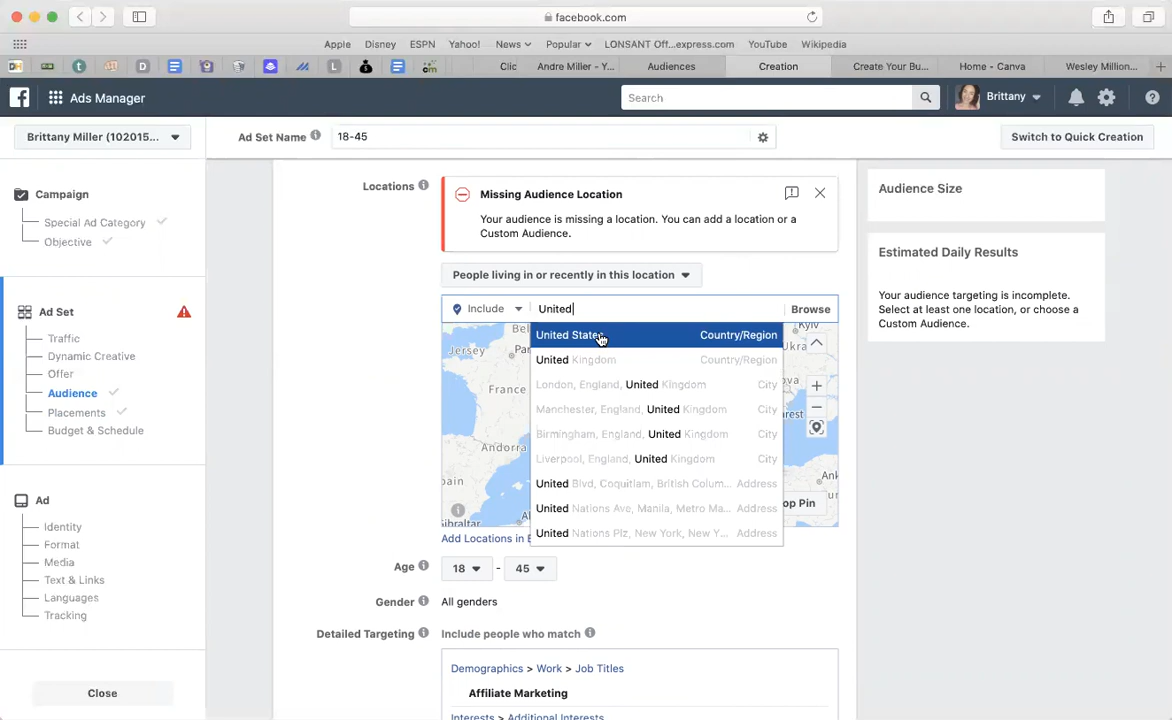 facebook.com
Apple Disney ESPN Yahoo! News Popular LONSANT Off...express.com YouTube Wikipedia
Clic Andre Miller - Y... Audiences Creation Create Your Bu... Home - Canva Wesley Million...
Ads Manager Search Brittany
Brittany Miller (102015... Ad Set Name 18-45 Switch to Quick Creation
Campaign
Special Ad Category
Objective
Ad Set
Traffic
Dynamic Creative
Offer
Audience
Placements
Budget & Schedule
Ad
Identity
Format
Media
Text & Links
Languages
Tracking
Close
Locations
Missing Audience Location
Your audience is missing a location. You can add a location or a
Custom Audience.
People living in or recently in this location
Include United Browse
United States Country/Region
United Kingdom Country/Region
London, England, United Kingdom City
Manchester, England, United Kingdom City
Birmingham, England, United Kingdom City
Liverpool, England, United Kingdom City
United Blvd, Coquitlam, British Colum... Address
United Nations Ave, Manila, Metro Ma... Address
United Nations Plz, New York, New Y... Address
Jersey
Paris
France
Andorra
Kyiv
Ukra
op Pin
Add Locations in B
Age 18 - 45
Gender All genders
Detailed Targeting Include people who match
Demographics > Work > Job Titles
Affiliate Marketing
Interests > Additional Interests
Audience Size
Estimated Daily Results
Your audience targeting is incomplete.
Select at least one location, or choose a
Custom Audience.